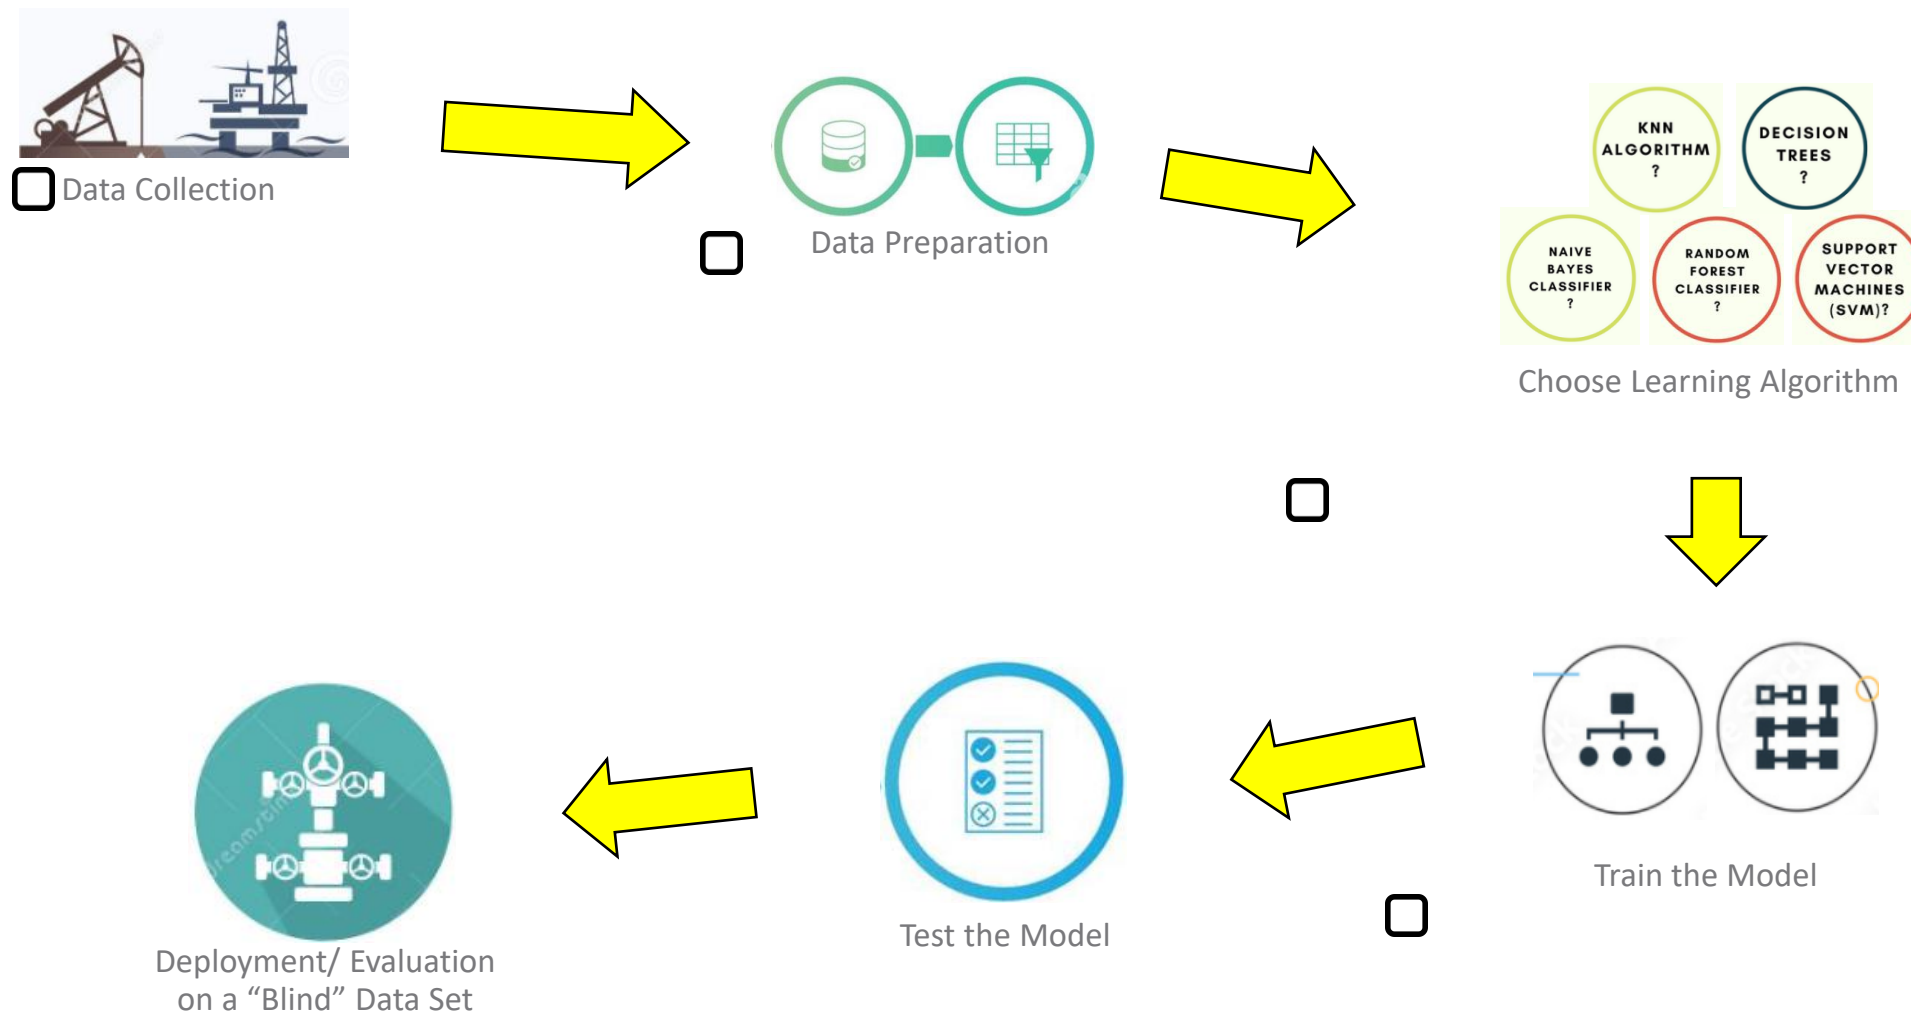 Data Collection
Data Preparation
KNN
ALGORITHM
?
DECISION
TREES
?
NAIVE
BAYES
CLASSIFIER
?
RANDOM
FOREST
CLASSIFIER
?
SUPPORT
VECTOR
MACHINES
(SVM)?
Choose Learning Algorithm
Train the Model
Test the Model
Deployment/ Evaluation
on a “Blind” Data Set